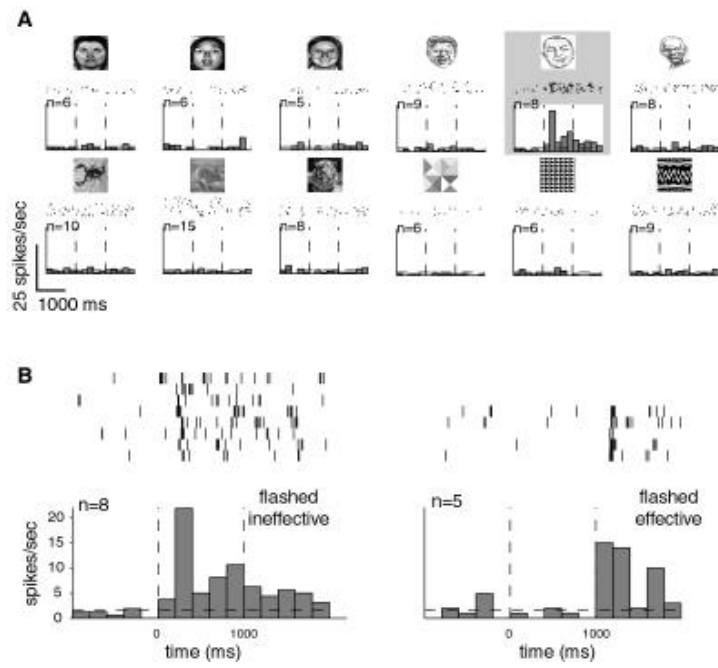 A
n=6
n=6
n=5
n=9
n=8
n=8
n=10
n=15
n=8
n=6
n=6
n=9
25 spikes/sec
1000 ms
B
n=8
flashed
ineffective
n=5
flashed
effective
spikes/sec
20
15
10
5
0
0
1000
0
1000
time (ms)
time (ms)